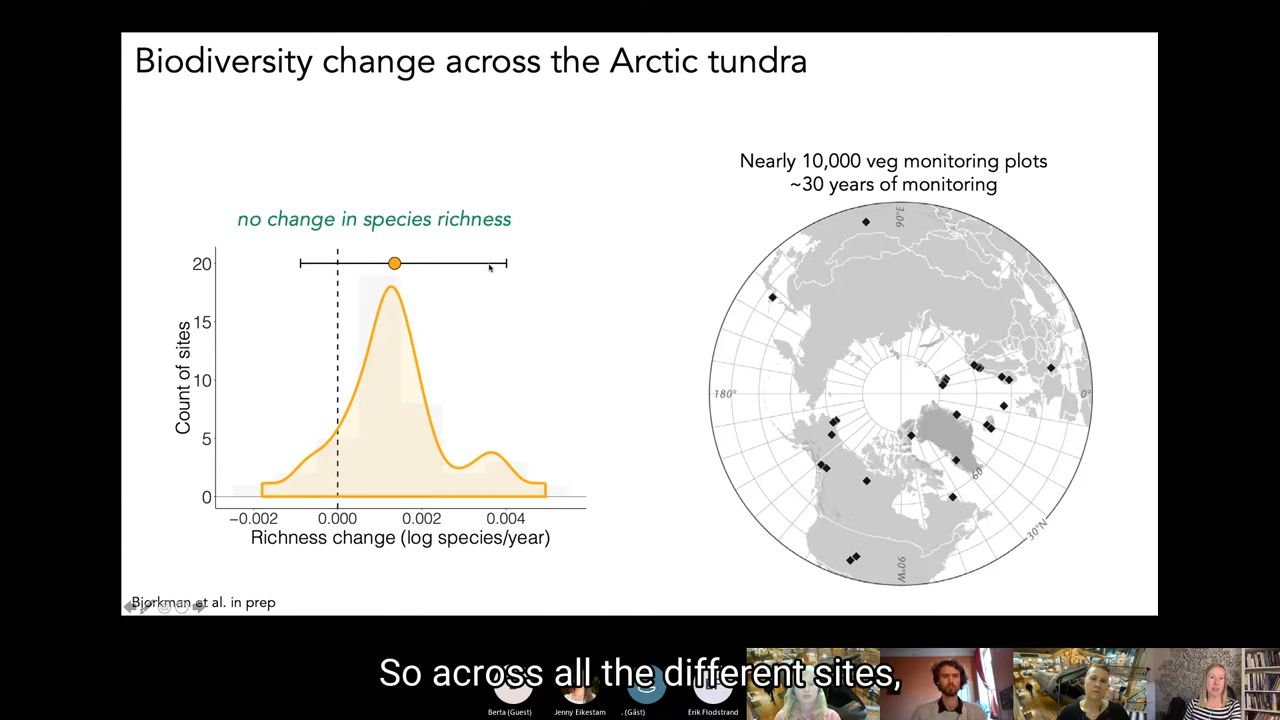 Biodiversity change across the Arctic tundra
Nearly 10,000 veg monitoring plots
~30 years of monitoring
no change in species richness
20
15
10
5
0
Count of sites
−0.002 0.000 0.002 0.004
Richness change (log species/year)
90°E
180°
0°
60°
30°N
90°W
Bjorkman et al. in prep
So across all the different sites,
Berta (Guest)
Jenny Eikestam
. (Gäst)
Erik Flodstrand